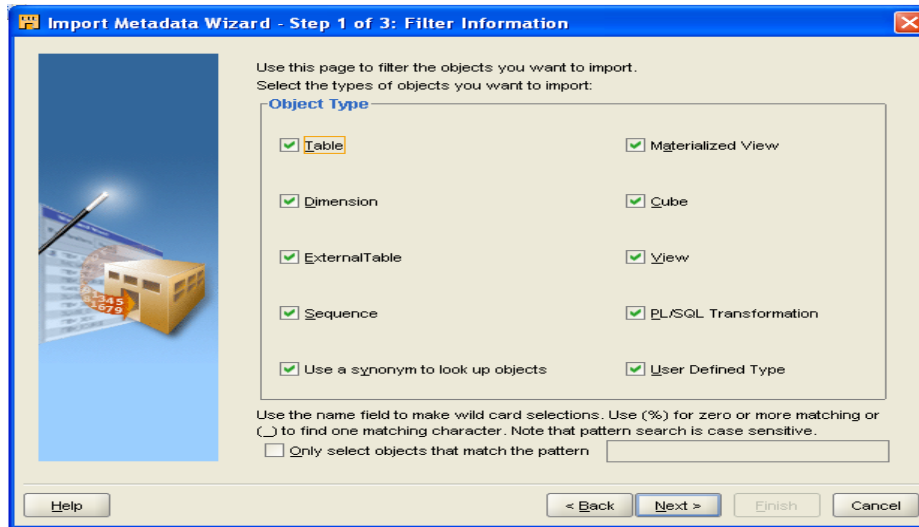 Import Metadata Wizard - Step 1 of 3: Filter Information
Use this page to filter the objects you want to import.
Select the types of objects you want to import:
Object Type
Table
Materialized View
Dimension
Cube
ExternalTable
View
Sequence
PL/SQL Transformation
Use a synonym to look up objects
User Defined Type
Use the name field to make wild card selections. Use (%) for zero or more matching or
(_) to find one matching character. Note that pattern search is case sensitive.
Only select objects that match the pattern
Help
< Back
Next >
Finish
Cancel